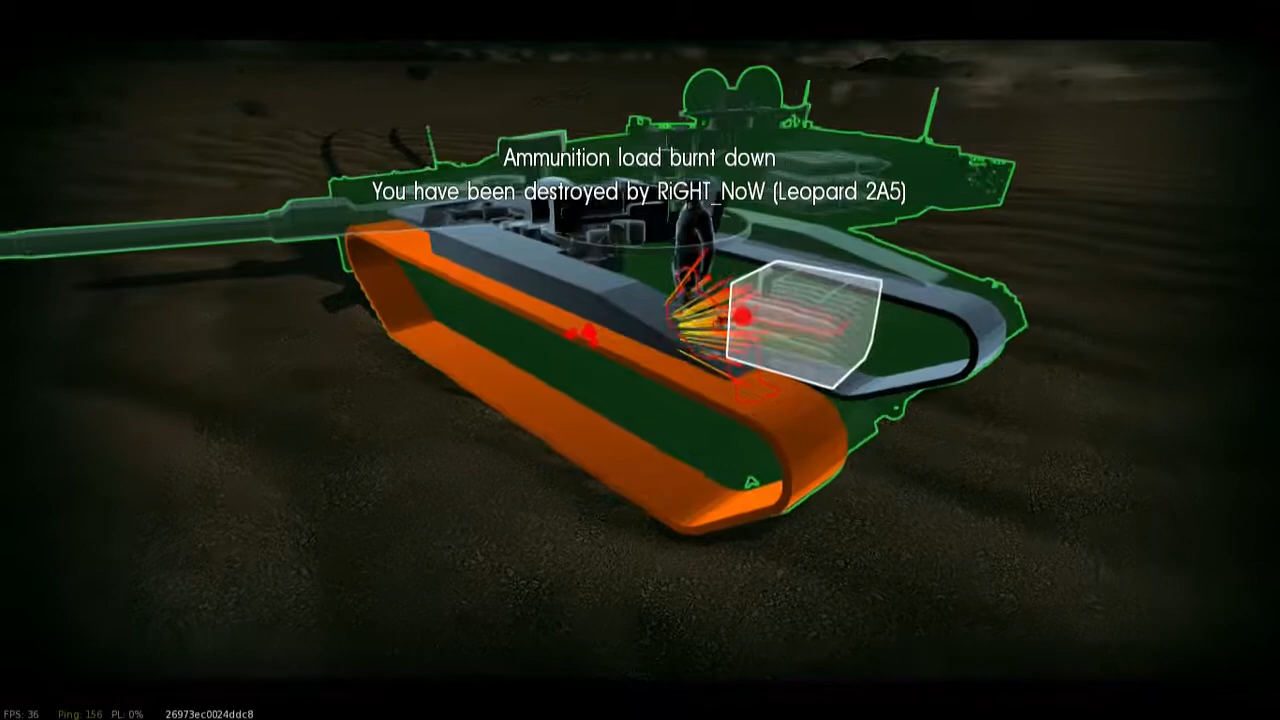 Ammunition load burnt down
You have been destroyed by RiGHT_NoW (Leopard 2A5)
FPS: 36 Ping: 156 PL: 0% 26973ec0024ddc8